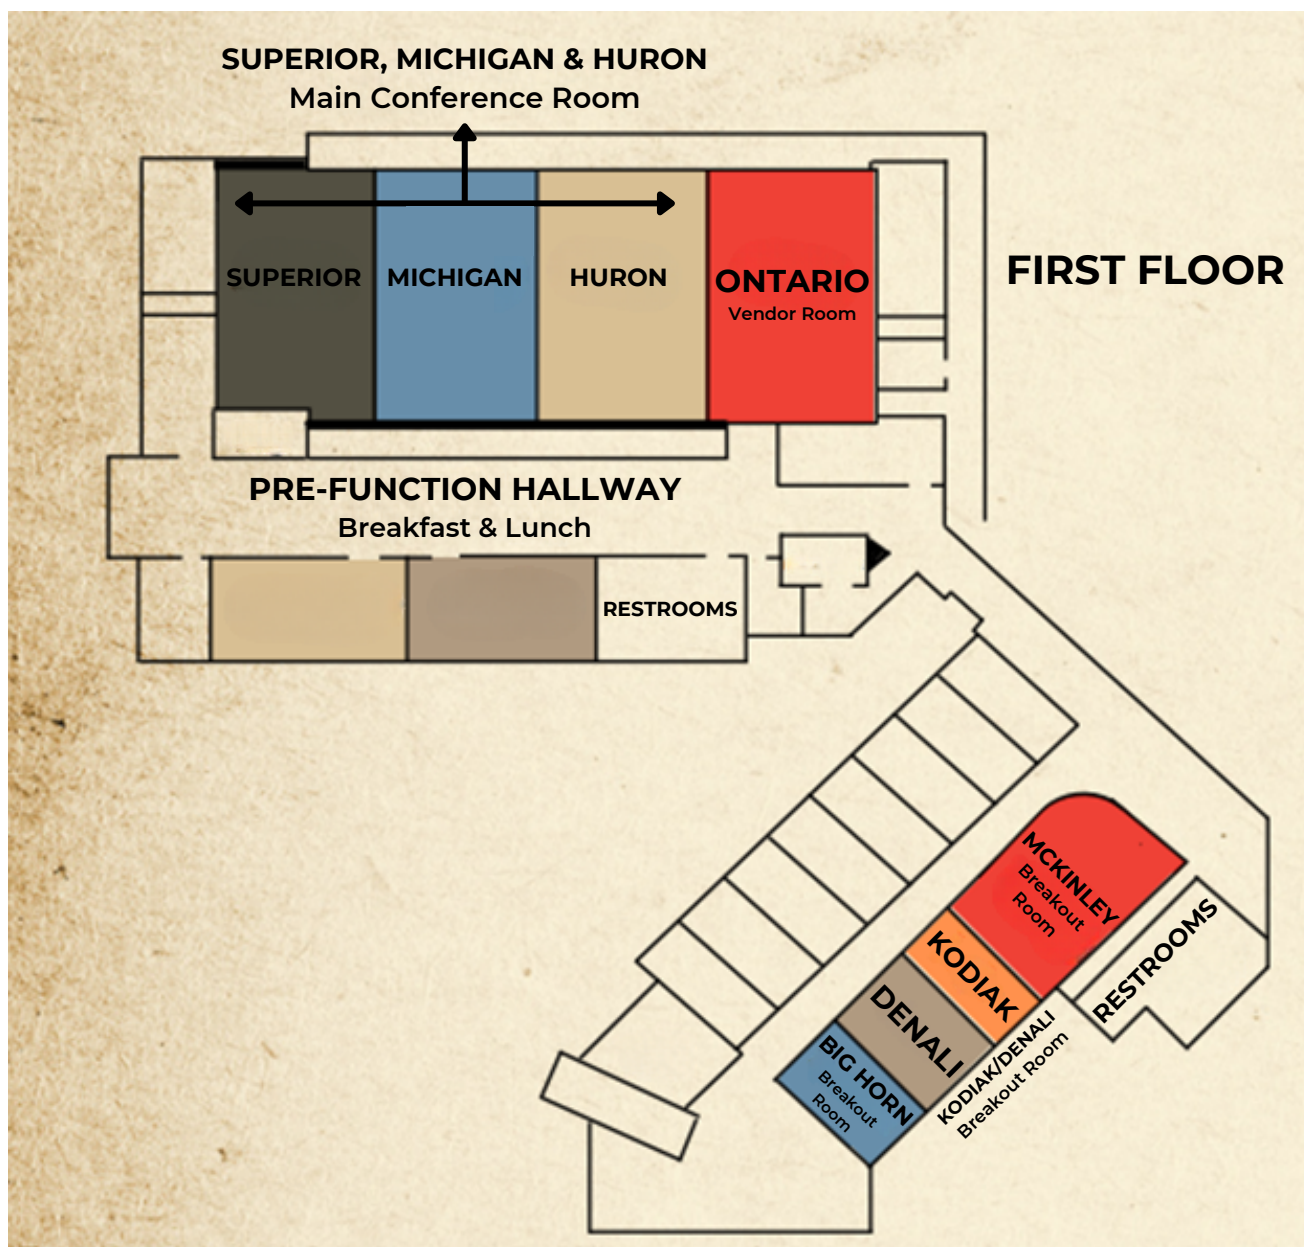 SUPERIOR, MICHIGAN & HURON
Main Conference Room
SUPERIOR
MICHIGAN
HURON
ONTARIO
Vendor Room
FIRST FLOOR
PRE-FUNCTION HALLWAY
Breakfast & Lunch
RESTROOMS
MCKINLEY
Breakout
Room
KODIAK
DENALI
BIG HORN
Breakout
Room
KODIAK/DENALI
Breakout Room
RESTROOMS